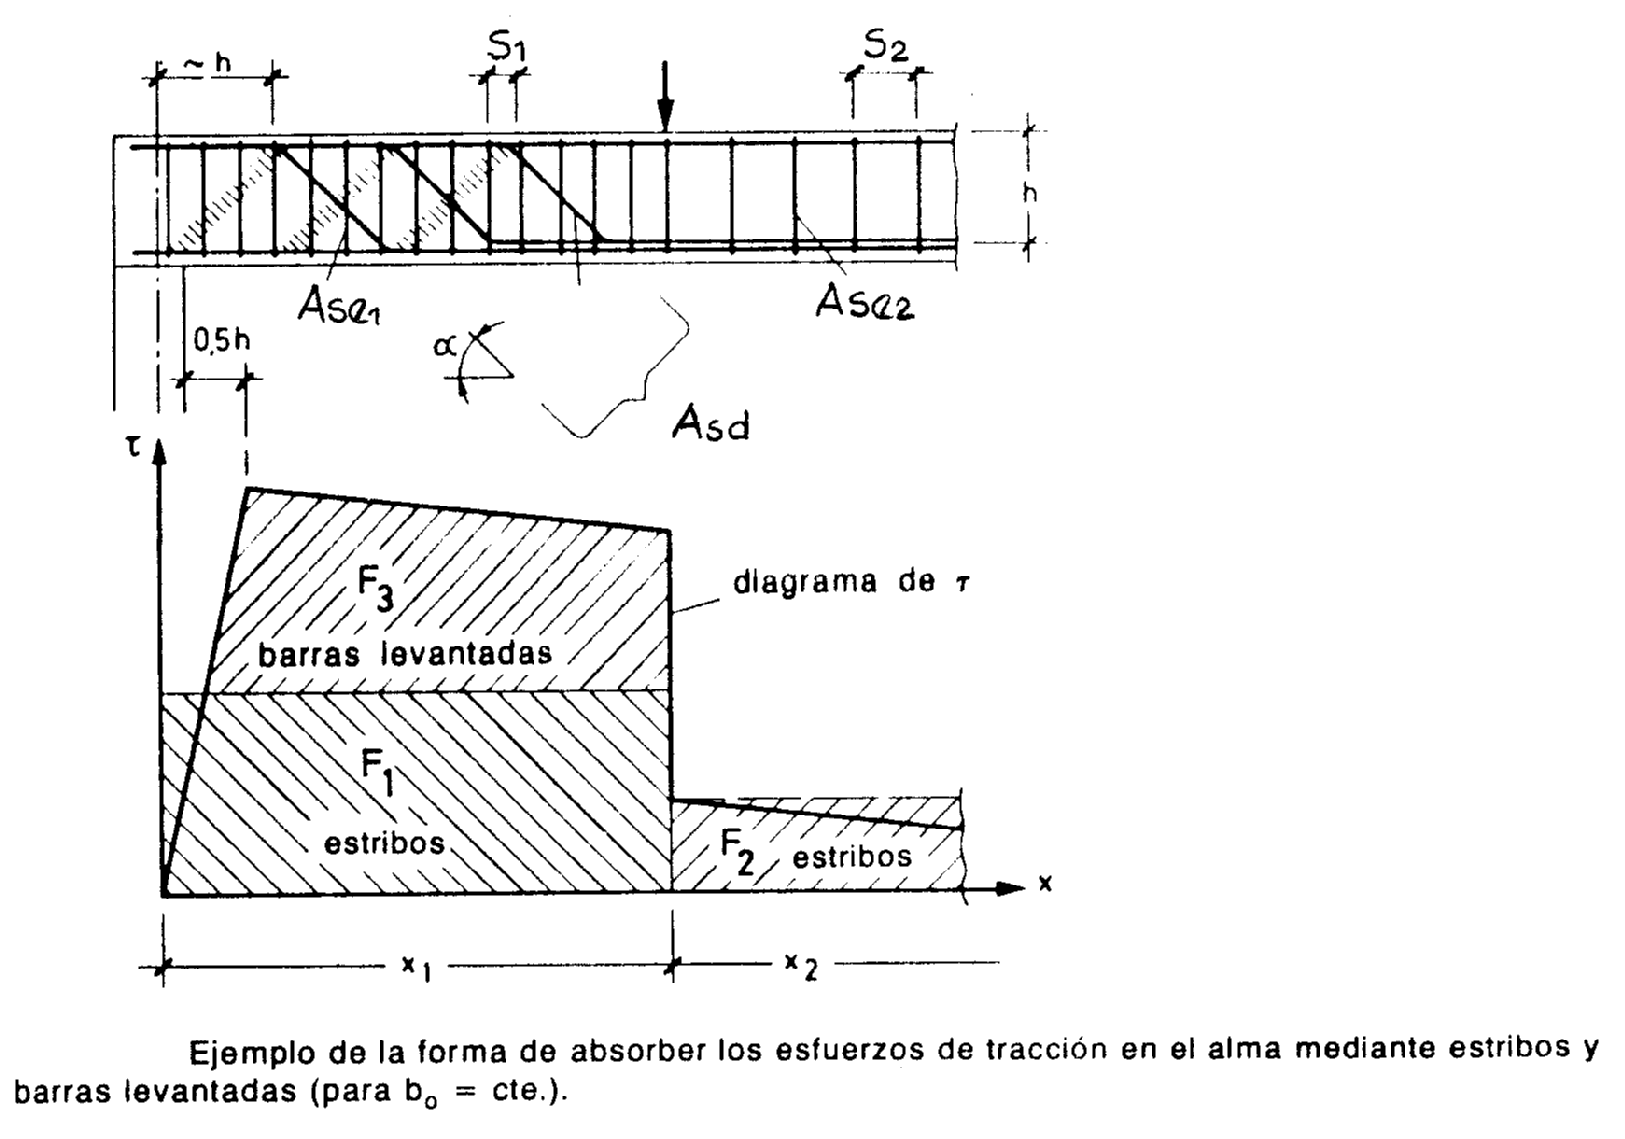 ~ h
S1
S2
h
Ase1
Ase2
0,5h
α
Asd
τ
F3
barras levantadas
diagrama de τ
F1
estribos
F2 estribos
x
x1
x2
Ejemplo de la forma de absorber los esfuerzos de tracción en el alma mediante estribos y
barras levantadas (para bo = cte.).